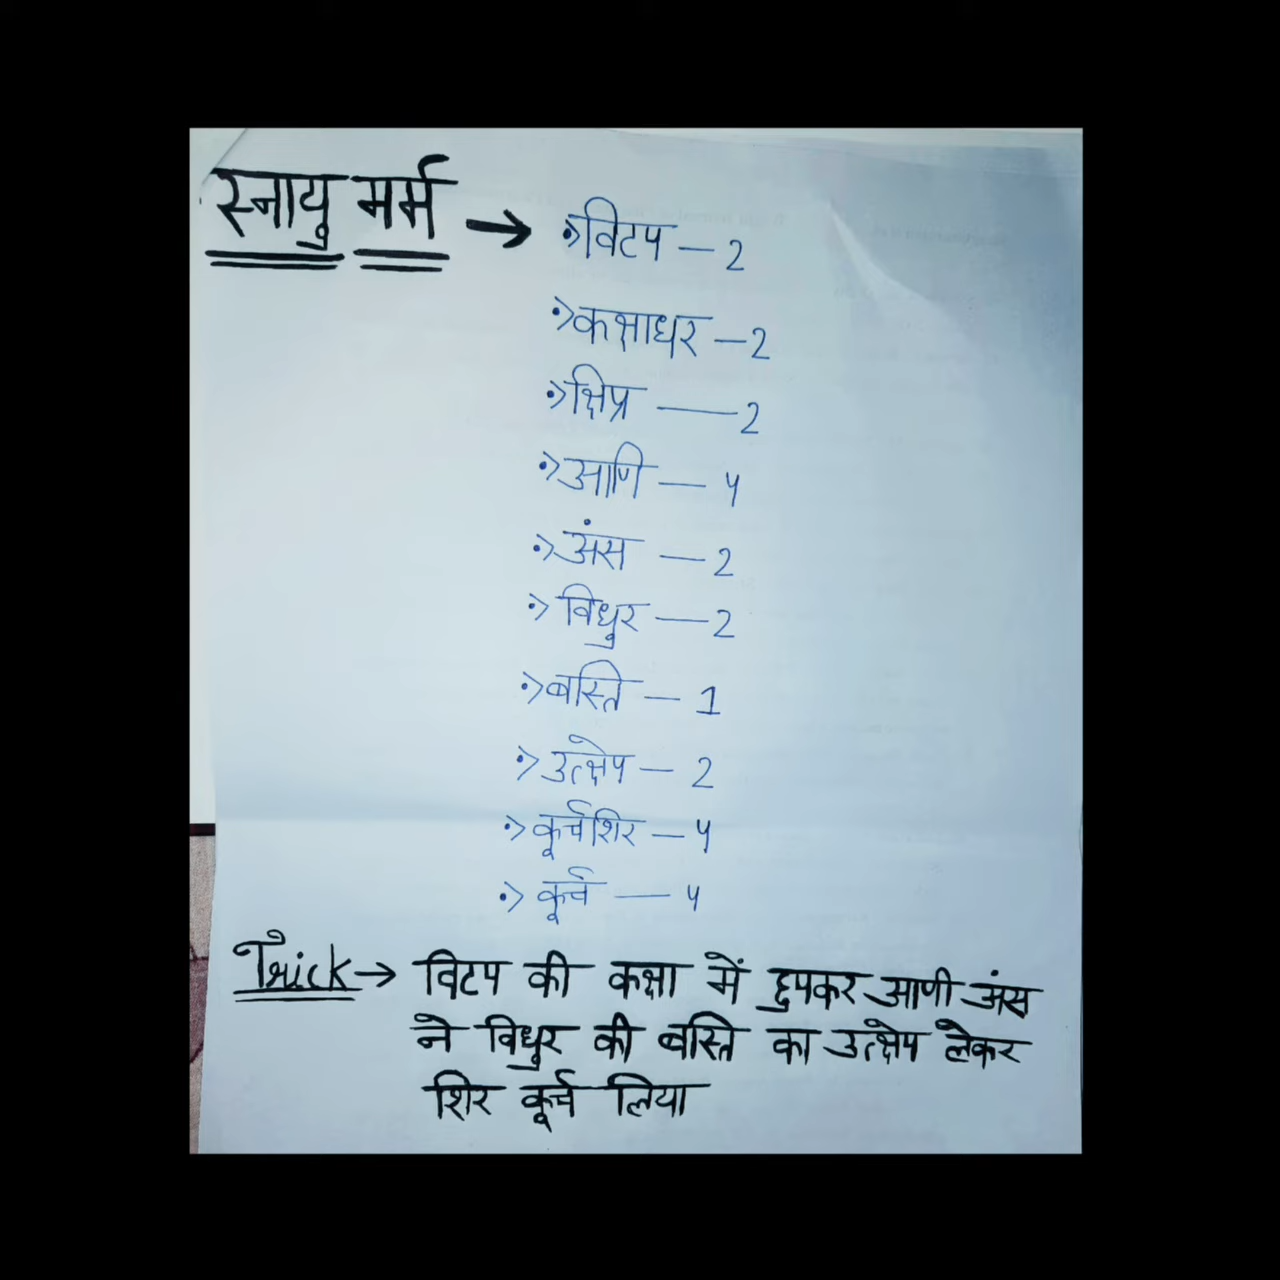 स्नायु मर्म → विटप — 2
कक्षाधर — 2
क्षिप्र — 2
आणि — 4
अंस — 2
विधुर — 2
बस्ति — 1
उत्क्षेप — 2
कूर्चशिर — 4
कूर्च — 4
Trick → विटप की कक्षा में छुपकर आणी अंस
ने विधुर की बस्ति का उत्क्षेप लेकर
शिर कूर्च लिया